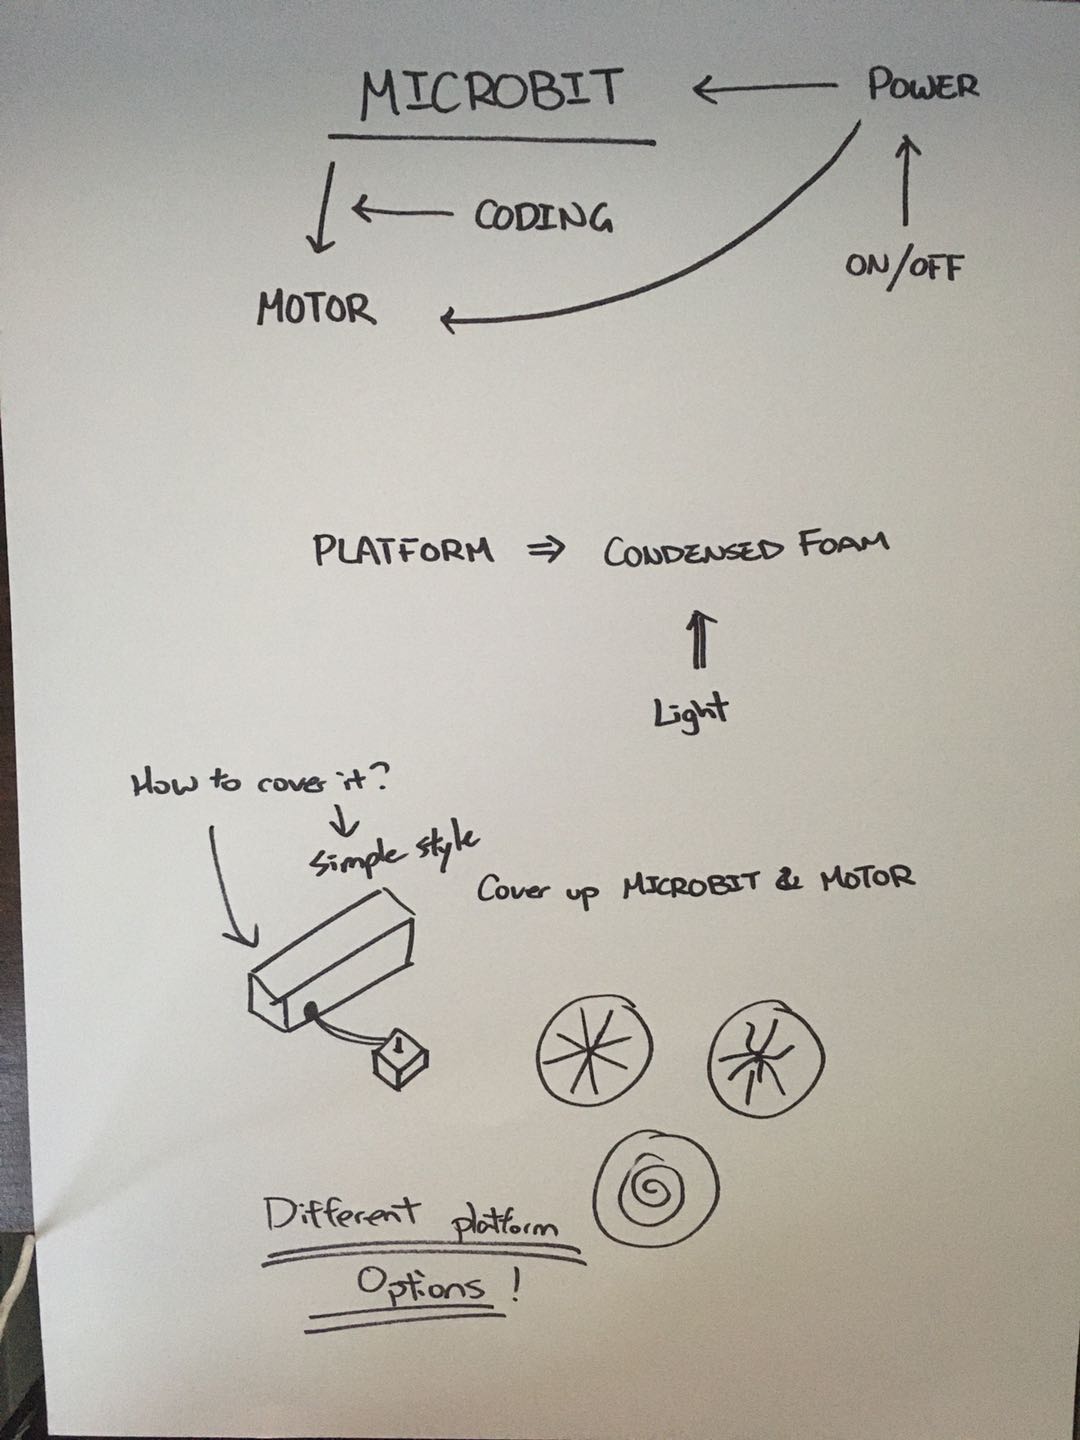 MICROBIT ← POWER
← CODING
ON/OFF
MOTOR
PLATFORM ⇒ CONDENSED FOAM
Light
How to cover it?
Simple style
Cover up MICROBIT & MOTOR
Different platform
Options !